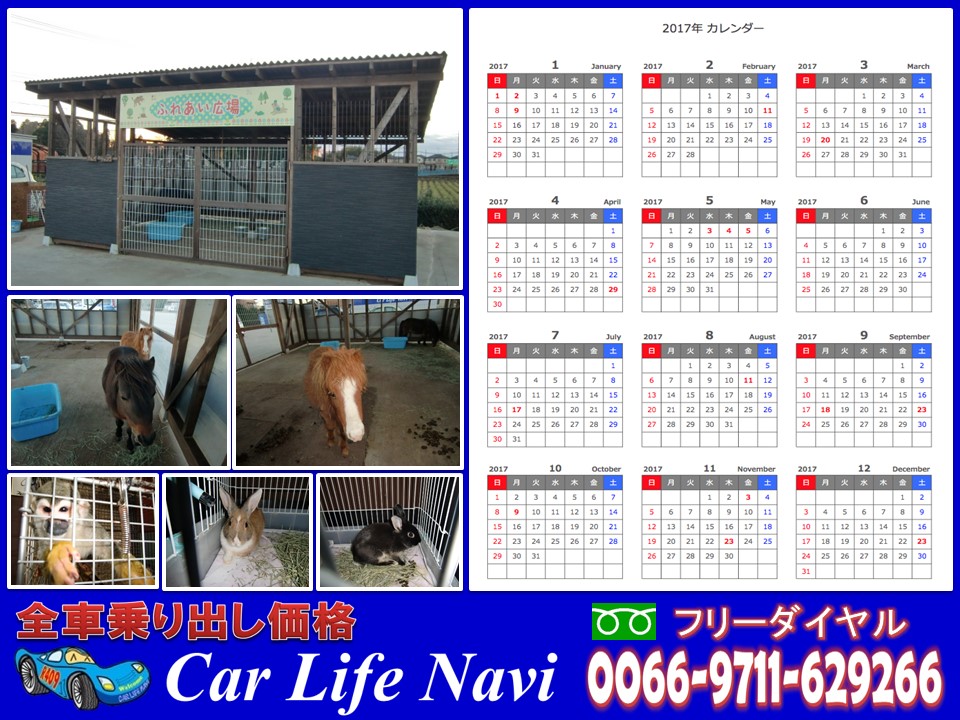 ふれあい広場
2017年 カレンダー
2017 1 January
日 月 火 水 木 金 土
1 2 3 4 5 6 7
8 9 10 11 12 13 14
15 16 17 18 19 20 21
22 23 24 25 26 27 28
29 30 31
2017 2 February
日 月 火 水 木 金 土
1 2 3 4
5 6 7 8 9 10 11
12 13 14 15 16 17 18
19 20 21 22 23 24 25
26 27 28
2017 3 March
日 月 火 水 木 金 土
1 2 3 4
5 6 7 8 9 10 11
12 13 14 15 16 17 18
19 20 21 22 23 24 25
26 27 28 29 30 31
2017 4 April
日 月 火 水 木 金 土
1
2 3 4 5 6 7 8
9 10 11 12 13 14 15
16 17 18 19 20 21 22
23 24 25 26 27 28 29
30
2017 5 May
日 月 火 水 木 金 土
1 2 3 4 5 6
7 8 9 10 11 12 13
14 15 16 17 18 19 20
21 22 23 24 25 26 27
28 29 30 31
2017 6 June
日 月 火 水 木 金 土
1 2 3
4 5 6 7 8 9 10
11 12 13 14 15 16 17
18 19 20 21 22 23 24
25 26 27 28 29 30
2017 7 July
日 月 火 水 木 金 土
1
2 3 4 5 6 7 8
9 10 11 12 13 14 15
16 17 18 19 20 21 22
23 24 25 26 27 28 29
30 31
2017 8 August
日 月 火 水 木 金 土
1 2 3 4 5
6 7 8 9 10 11 12
13 14 15 16 17 18 19
20 21 22 23 24 25 26
27 28 29 30 31
2017 9 September
日 月 火 水 木 金 土
1 2
3 4 5 6 7 8 9
10 11 12 13 14 15 16
17 18 19 20 21 22 23
24 25 26 27 28 29 30
2017 10 October
日 月 火 水 木 金 土
1 2 3 4 5 6 7
8 9 10 11 12 13 14
15 16 17 18 19 20 21
22 23 24 25 26 27 28
29 30 31
2017 11 November
日 月 火 水 木 金 土
1 2 3 4
5 6 7 8 9 10 11
12 13 14 15 16 17 18
19 20 21 22 23 24 25
26 27 28 29 30
2017 12 December
日 月 火 水 木 金 土
1 2
3 4 5 6 7 8 9
10 11 12 13 14 15 16
17 18 19 20 21 22 23
24 25 26 27 28 29 30
31
全車乗り出し価格
R409
Welcome
CAR LIFE NAVI
Car Life Navi
フリーダイヤル
0066-9711-629266